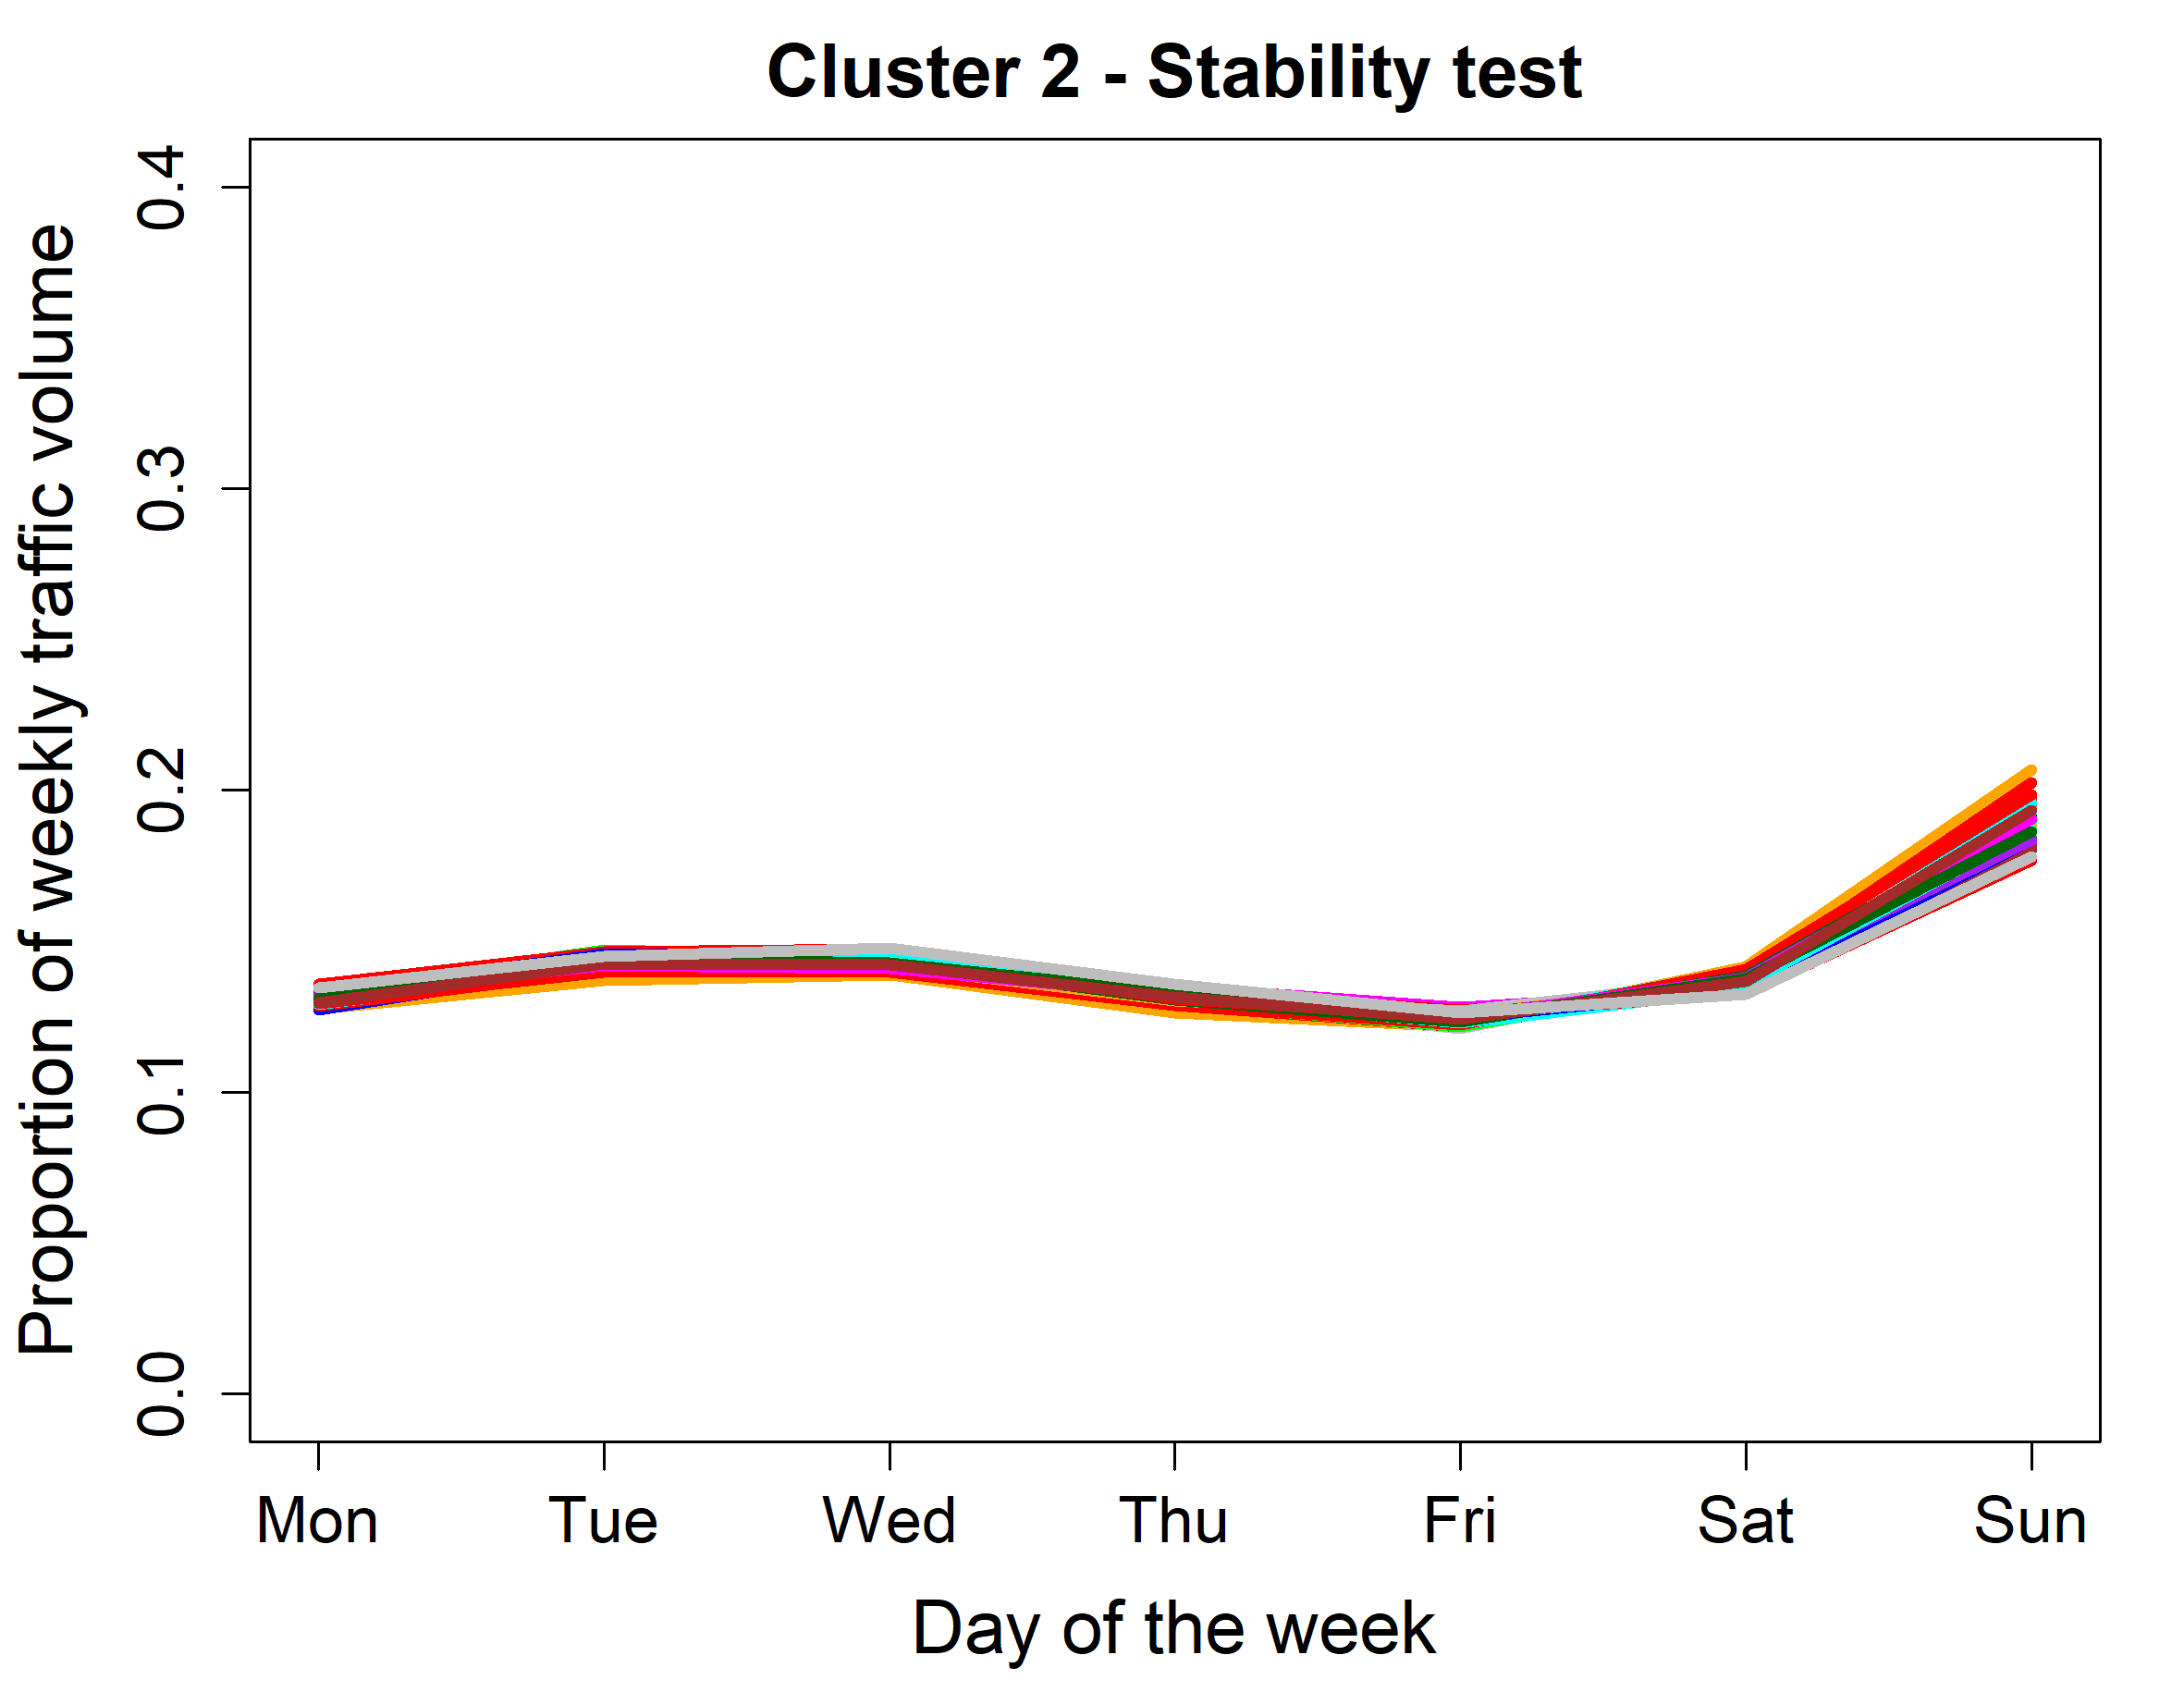 Cluster 2 - Stability test
Proportion of weekly traffic volume
0.4
0.3
0.2
0.1
0.0
Mon Tue Wed Thu Fri Sat Sun
Day of the week